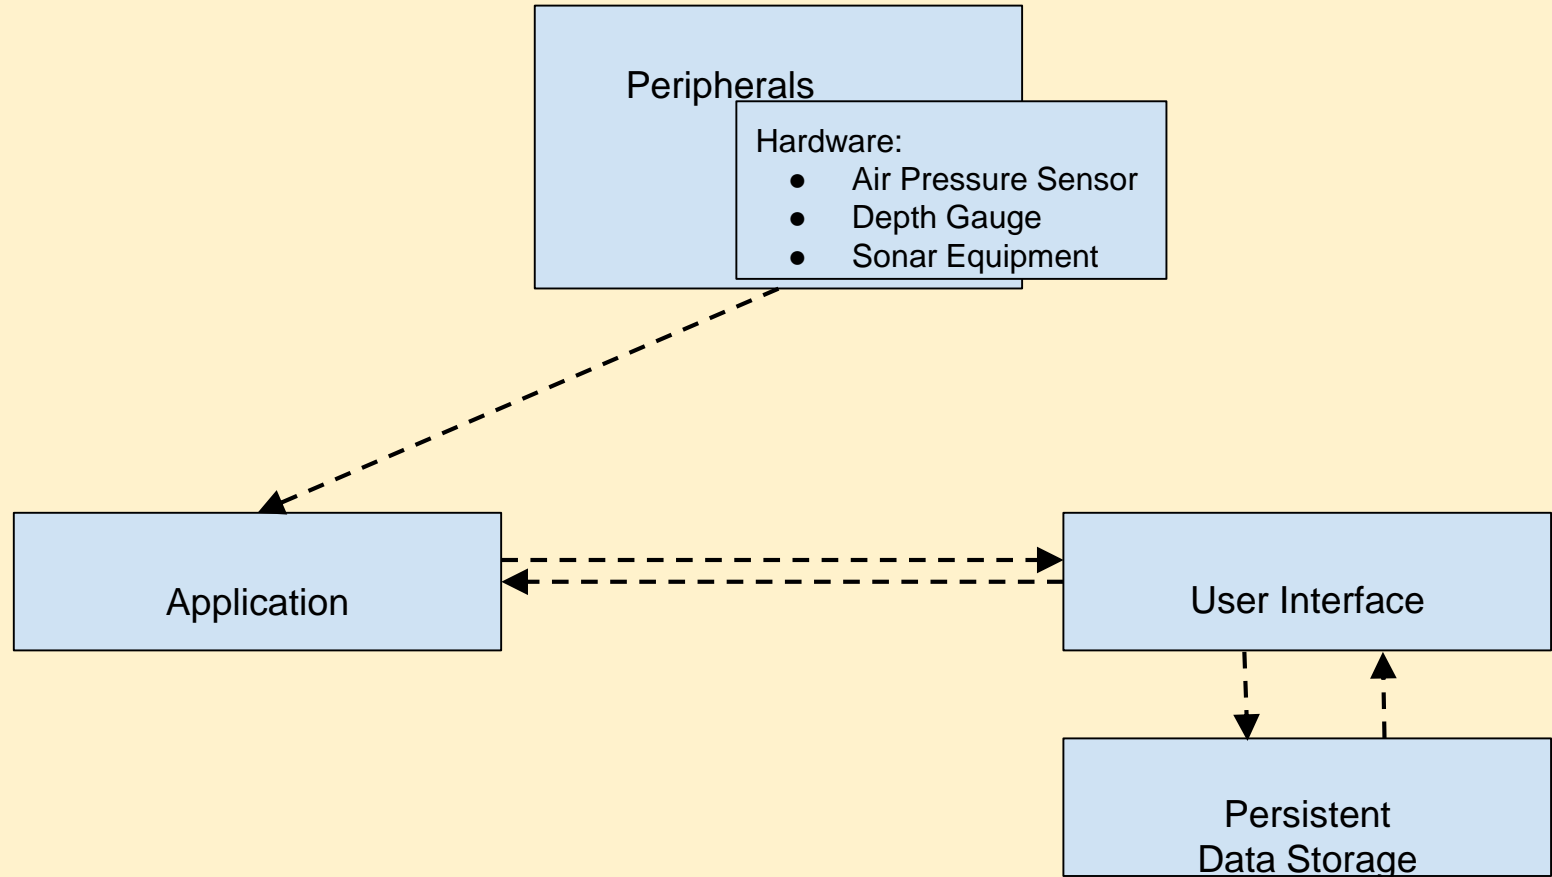 Peripherals
Hardware:
● Air Pressure Sensor
● Depth Gauge
● Sonar Equipment
Application
User Interface
Persistent
Data Storage